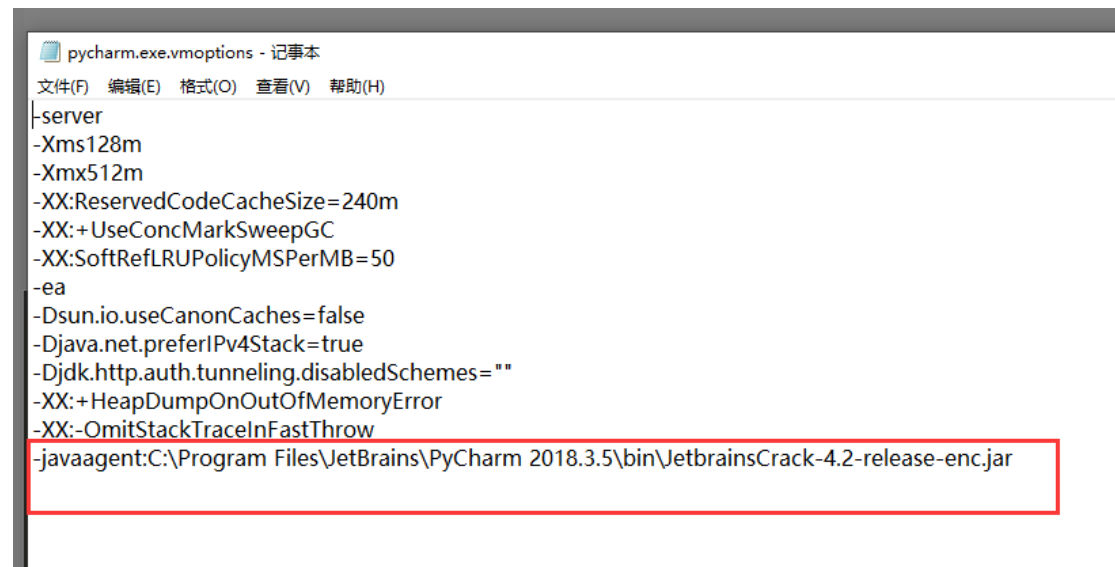 pycharm.exe.vmoptions - 记事本
文件(F) 编辑(E) 格式(O) 查看(V) 帮助(H)
-server
-Xms128m
-Xmx512m
-XX:ReservedCodeCacheSize=240m
-XX:+UseConcMarkSweepGC
-XX:SoftRefLRUPolicyMSPerMB=50
-ea
-Dsun.io.useCanonCaches=false
-Djava.net.preferIPv4Stack=true
-Djdk.http.auth.tunneling.disabledSchemes=""
-XX:+HeapDumpOnOutOfMemoryError
-XX:-OmitStackTraceInFastThrow
-javaagent:C:\Program Files\JetBrains\PyCharm 2018.3.5\bin\JetbrainsCrack-4.2-release-enc.jar